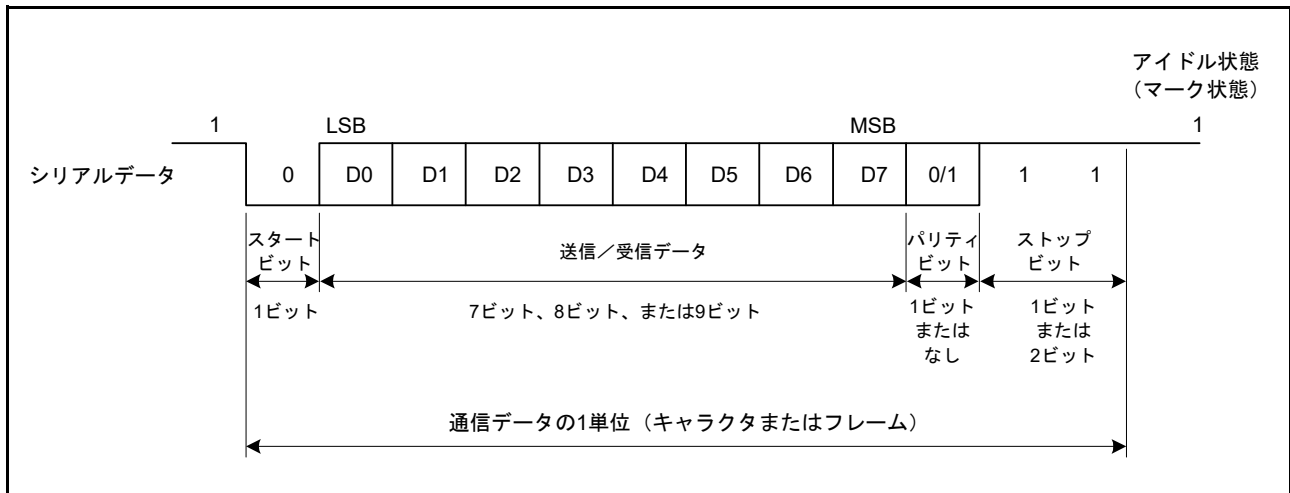 アイドル状態
(マーク状態)
1 LSB MSB 1
シリアルデータ 0 D0 D1 D2 D3 D4 D5 D6 D7 0/1 1 1
スタート
ビット
送信/受信データ
パリティ
ビット
ストップ
ビット
1ビット
7ビット、8ビット、または9ビット
1ビット
または
なし
1ビット
または
2ビット
通信データの1単位(キャラクタまたはフレーム)